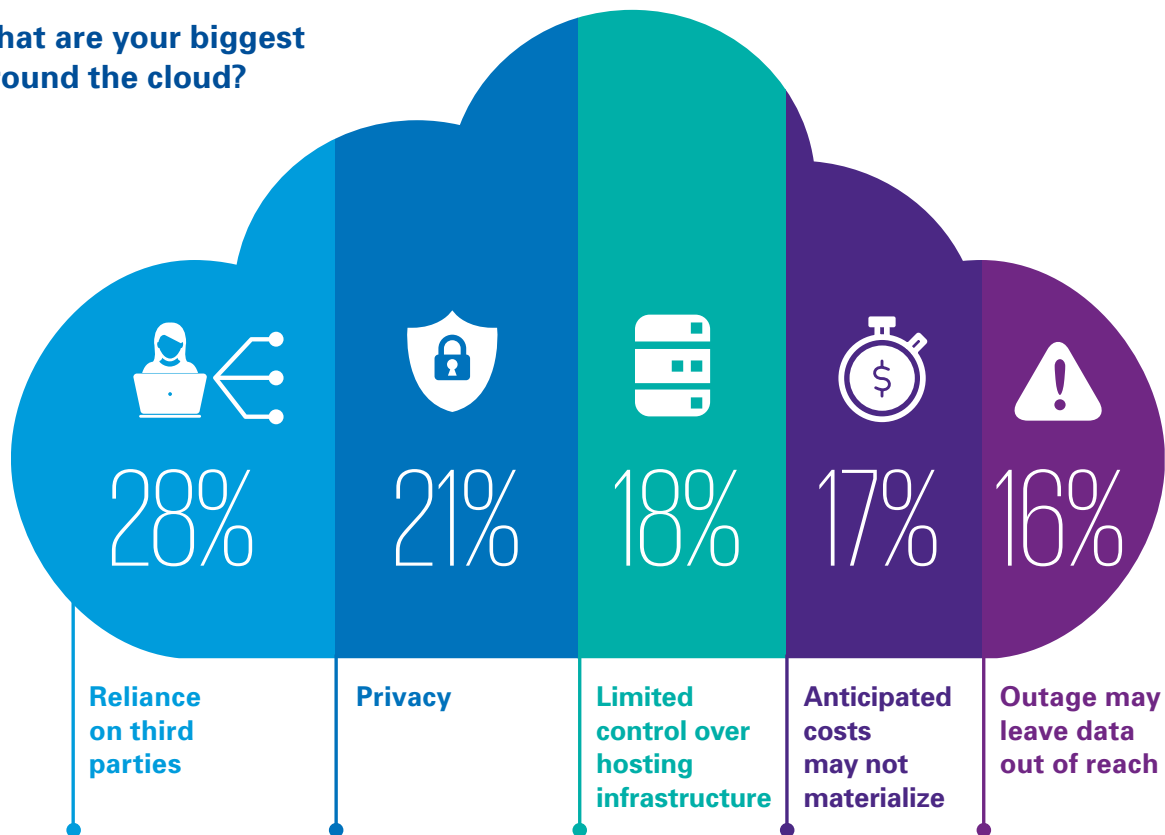 hat are your biggest
ound the cloud?
$
28%
21%
18%
17%
16%
Reliance
on third
parties
Privacy
Limited
control over
hosting
infrastructure
Anticipated
costs
may not
materialize
Outage may
leave data
out of reach